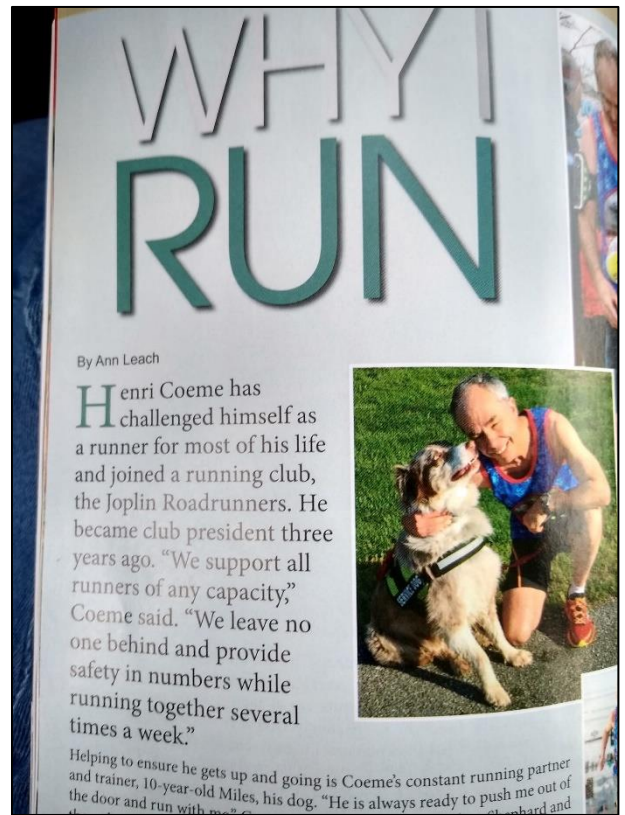 WHY I
RUN
By Ann Leach
Henri Coeme has
challenged himself as
a runner for most of his life
and joined a running club,
the Joplin Roadrunners. He
became club president three
years ago. “We support all
runners of any capacity,”
Coeme said. “We leave no
one behind and provide
safety in numbers while
running together several
times a week.”
SERVICE DOG
Helping to ensure he gets up and going is Coeme’s constant running partner
and trainer, 10-year-old Miles, his dog. “He is always ready to push me out of
the door and run with me,”
Shephard and